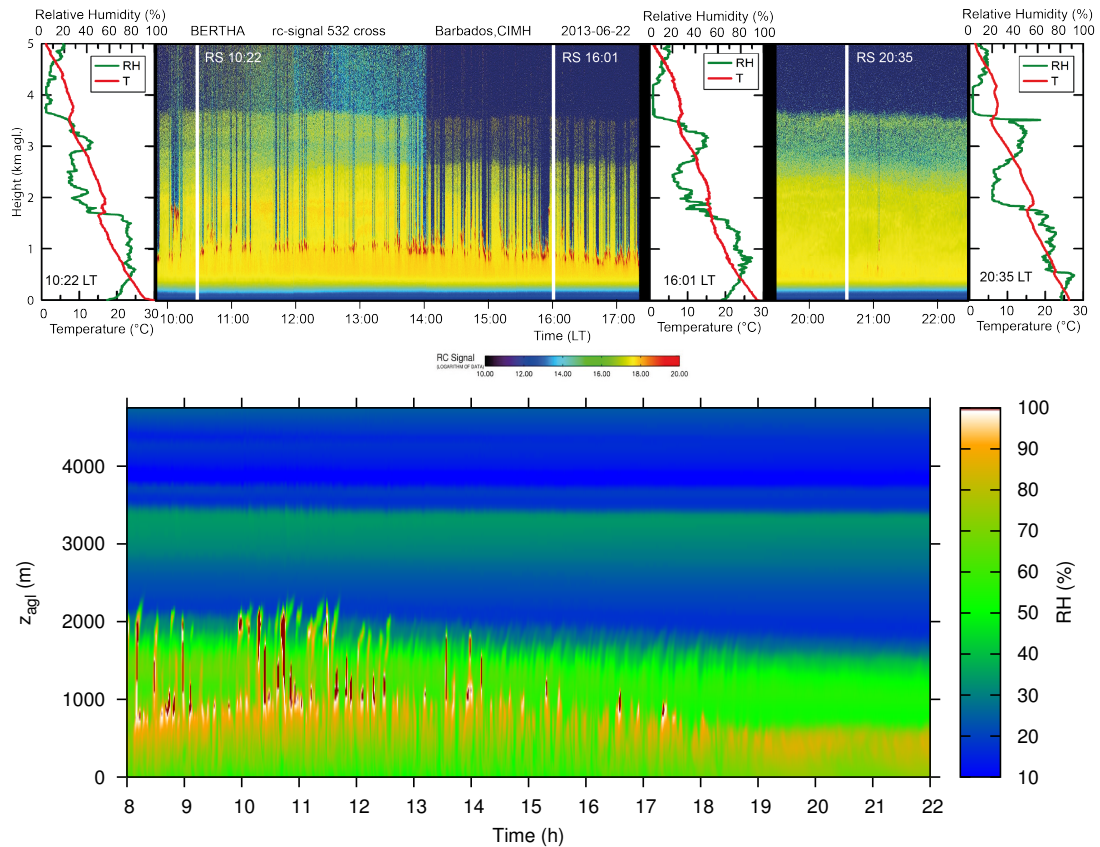 Relative Humidity (%)
0 20 40 60 80 100
BERTHA rc-signal 532 cross Barbados,CIMH 2013-06-22
Relative Humidity (%)
0 20 40 60 80 100
Relative Humidity (%)
0 20 40 60 80 100
Height (km agl.)
5
4
3
2
1
0
RH
T
10:22 LT
RS 10:22
RS 16:01
RH
T
16:01 LT
RS 20:35
RH
T
20:35 LT
0 10 20 30
Temperature (°C)
10:00 11:00 12:00 13:00 14:00 15:00 16:00 17:00
Time (LT)
0 10 20 30
Temperature (°C)
20:00 21:00 22:00
0 10 20 30
Temperature (°C)
RC Signal
(LOGARITHM OF DATA)
10.00 12.00 14.00 16.00 18.00 20.00
zagl (m)
4000
3000
2000
1000
0
8 9 10 11 12 13 14 15 16 17 18 19 20 21 22
Time (h)
100
90
80
70
60
50
40
30
20
10
RH (%)